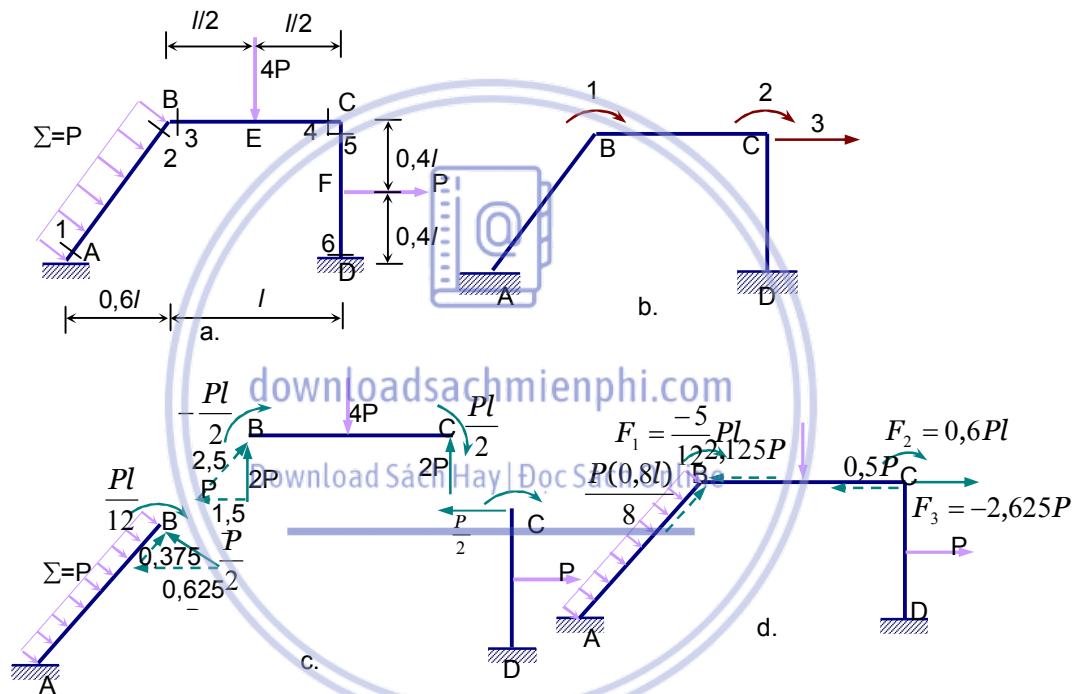 l/2 l/2
4P
B C
Σ=P
3 E 4 5
2
0,4l
F P
0,4l
1
A
6
D
0,6l l
a.
1 2
3
B C
A
D
b.
downloadsachmienphi.com
Download Sách Hay | Đọc Sách Online
-Pl/2
B
4P
C
Pl/2
2,5
P
2P
1,5
2P
Pl/12
B
0,375
P/2
0,625
Σ=P
A
P/2
C
P
D
c.
F₁ = -5/12 Pl
2,125P
B
P(0,8l)/8
0,5P
F₂ = 0,6Pl
C
F₃ = -2,625P
P
D
A
d.